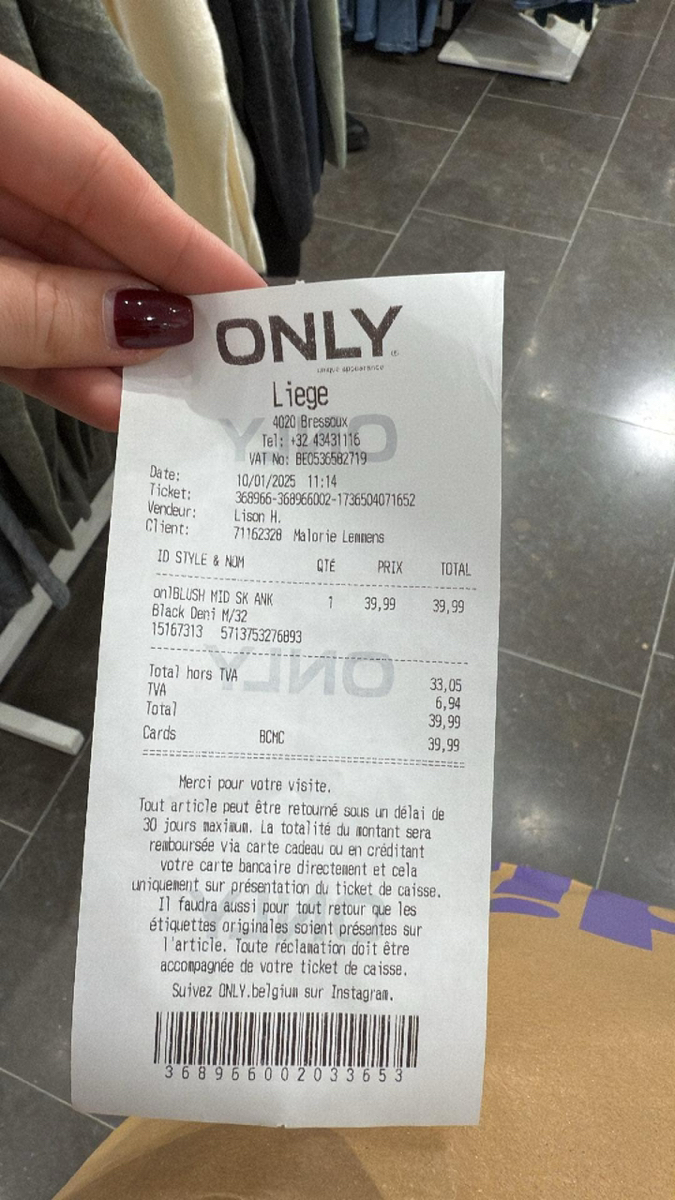 ONLY
unique appearance
Liege
4020 Bressoux
Tel: +32 43431116
VAT No: BE0536582719
Date: 10/01/2025 11:14
Ticket: 368966-368966002-1736504071652
Vendeur: Lison H.
Client: 71162328 Malorie Lemmens
ID STYLE & NOM QTÉ PRIX TOTAL
onlBLUSH MID SK ANK 1 39,99 39,99
Black Deni M/32
15167313 5713753276893
Total hors TVA 33,05
TVA 6,94
Total 39,99
Cards BCMC 39,99
Merci pour votre visite.
Tout article peut être retourné sous un délai de
30 jours maximum. La totalité du montant sera
remboursée via carte cadeau ou en créditant
votre carte bancaire directement et cela
uniquement sur présentation du ticket de caisse.
Il faudra aussi pour tout retour que les
étiquettes originales soient présentes sur
l'article. Toute réclamation doit être
accompagnée de votre ticket de caisse.
Suivez ONLY.belgium sur Instagram.
368966002033653